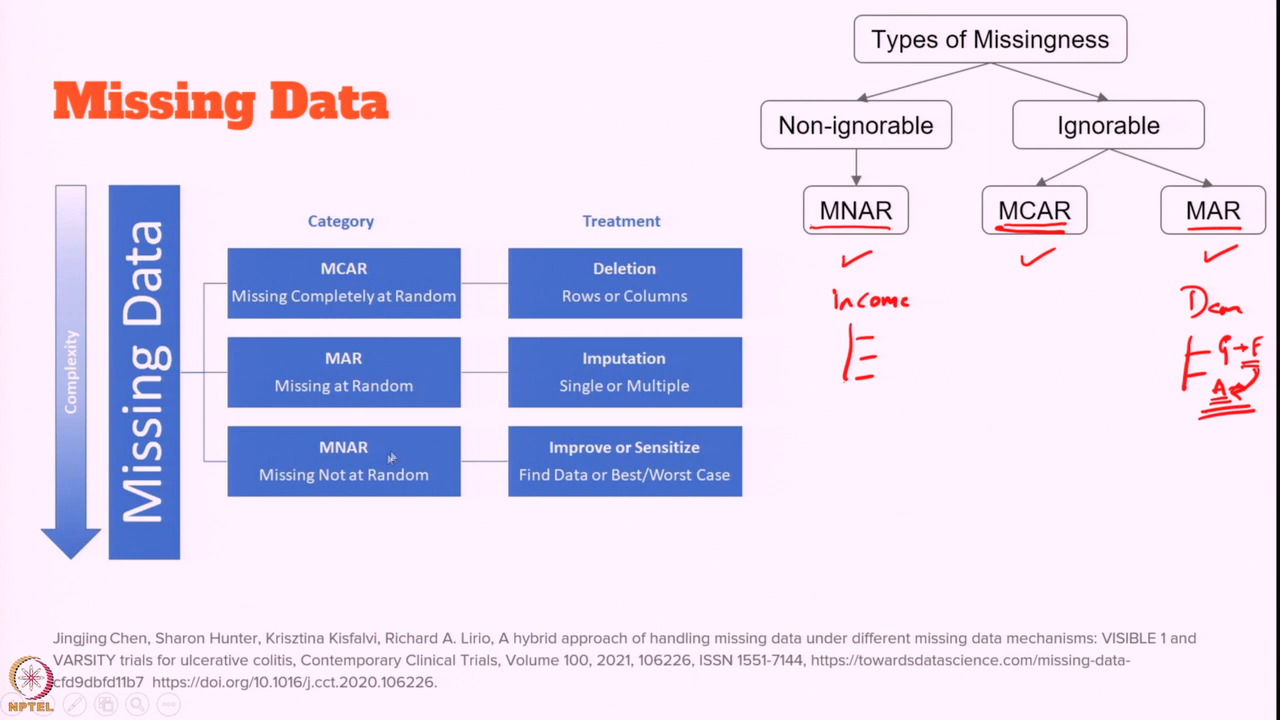 Missing Data
Types of Missingness
Non-ignorable
Ignorable
MNAR
MCAR
MAR
Income
Dem
G → F
A
Complexity
Missing Data
Category
Treatment
MCAR
Missing Completely at Random
Deletion
Rows or Columns
MAR
Missing at Random
Imputation
Single or Multiple
MNAR
Missing Not at Random
Improve or Sensitize
Find Data or Best/Worst Case
Jingjing Chen, Sharon Hunter, Krisztina Kisfalvi, Richard A. Lirio, A hybrid approach of handling missing data under different missing data mechanisms: VISIBLE 1 and
VARSITY trials for ulcerative colitis, Contemporary Clinical Trials, Volume 100, 2021, 106226, ISSN 1551-7144, https://towardsdatascience.com/missing-data-
cfd9dbfd11b7 https://doi.org/10.1016/j.cct.2020.106226.
NPTEL